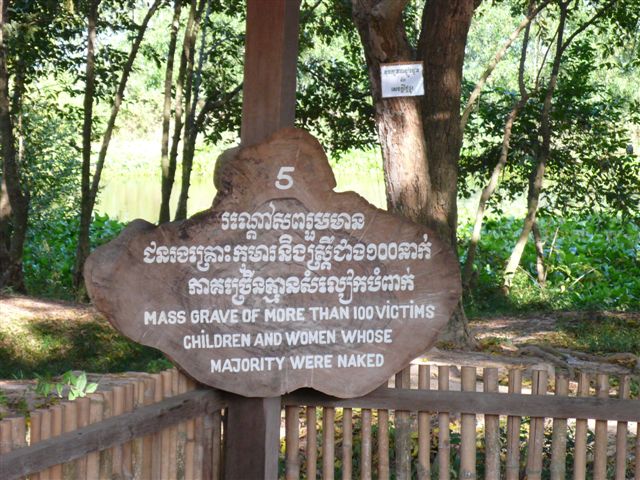 5
រណ្តៅសពរួមមាន
ជនរងគ្រោះកុមារនិងស្ត្រីជាង១០០នាក់
ភាគច្រើនគ្មានសំលៀកបំពាក់
MASS GRAVE OF MORE THAN 100 VICTIMS
CHILDREN AND WOMEN WHOSE
MAJORITY WERE NAKED